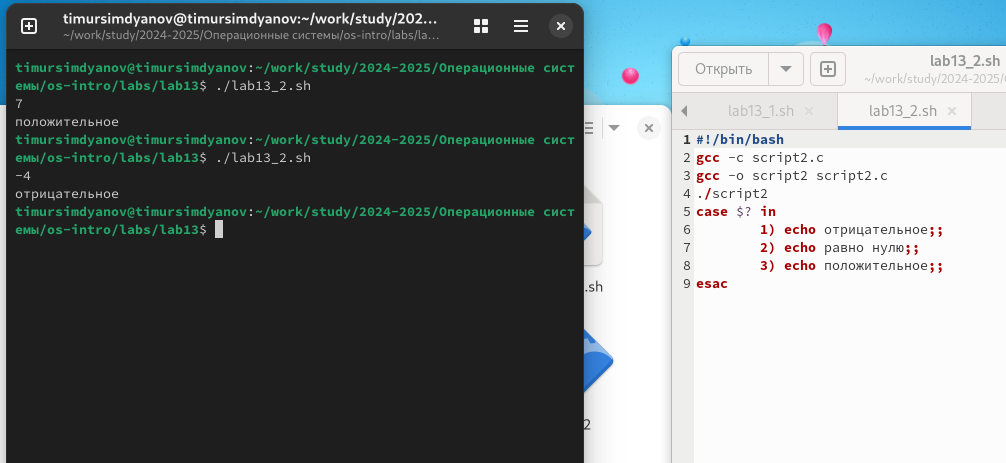 timursimdyanov@timursimdyanov:~/work/study/202...
~/work/study/2024-2025/Операционные системы/os-intro/labs/la...
timursimdyanov@timursimdyanov:~/work/study/2024-2025/Операционные сист
емы/os-intro/labs/lab13$ ./lab13_2.sh
7
положительное
timursimdyanov@timursimdyanov:~/work/study/2024-2025/Операционные сист
емы/os-intro/labs/lab13$ ./lab13_2.sh
-4
отрицательное
timursimdyanov@timursimdyanov:~/work/study/2024-2025/Операционные сист
емы/os-intro/labs/lab13$
.sh
2
Открыть
lab13_2.sh
~/work/study/2024-2025/
lab13_1.sh
lab13_2.sh
1 #!/bin/bash
2 gcc -c script2.c
3 gcc -o script2 script2.c
4 ./script2
5 case $? in
6 1) echo отрицательное;;
7 2) echo равно нулю;;
8 3) echo положительное;;
9 esac